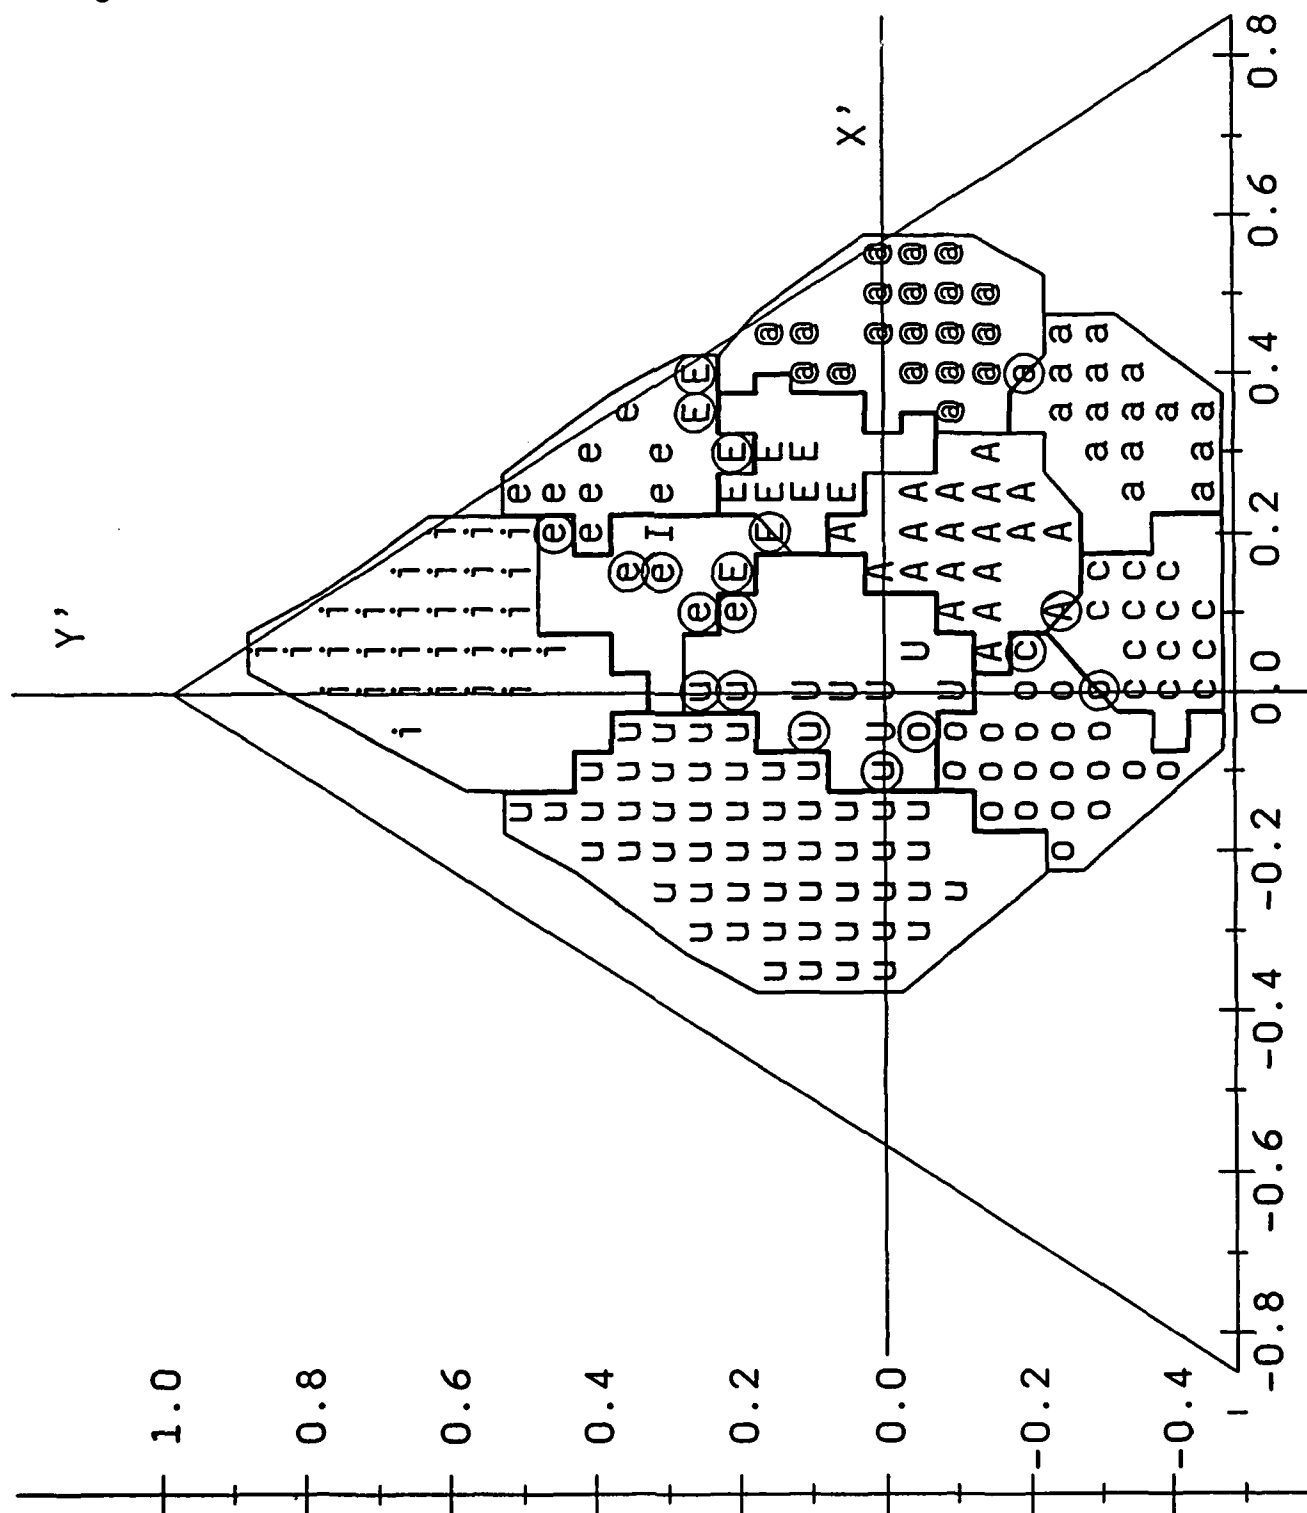 Y'
1.0
i
i
0.8
i i i
i i i
i i i i i
0.6
i i i i i
i i i i i
u i i i i i e
u i e e
0.4
u u u e e e
u u u u e e
u u u u u e I e e
u u u u u u u e E E
0.2
u u u u u u u e E E E
u u u u u u E E E @
u u u u u u U U E E @ @
u u u u u U A E @
X'
0.0
u u u u u U U U A @ @ @
u u u u o U A A A @ @ @ @
u o o U A A A A @ @ @ @ @
o o o A A A A A A @ @ @
-0.2
o o o o c A A a
o o o o o A A a a a
o o o o c c a a a a
o c c c c a a a a
-0.4
o c c c c a
c c c a a a
-0.8 -0.6 -0.4 -0.2 0.0 0.2 0.4 0.6 0.8